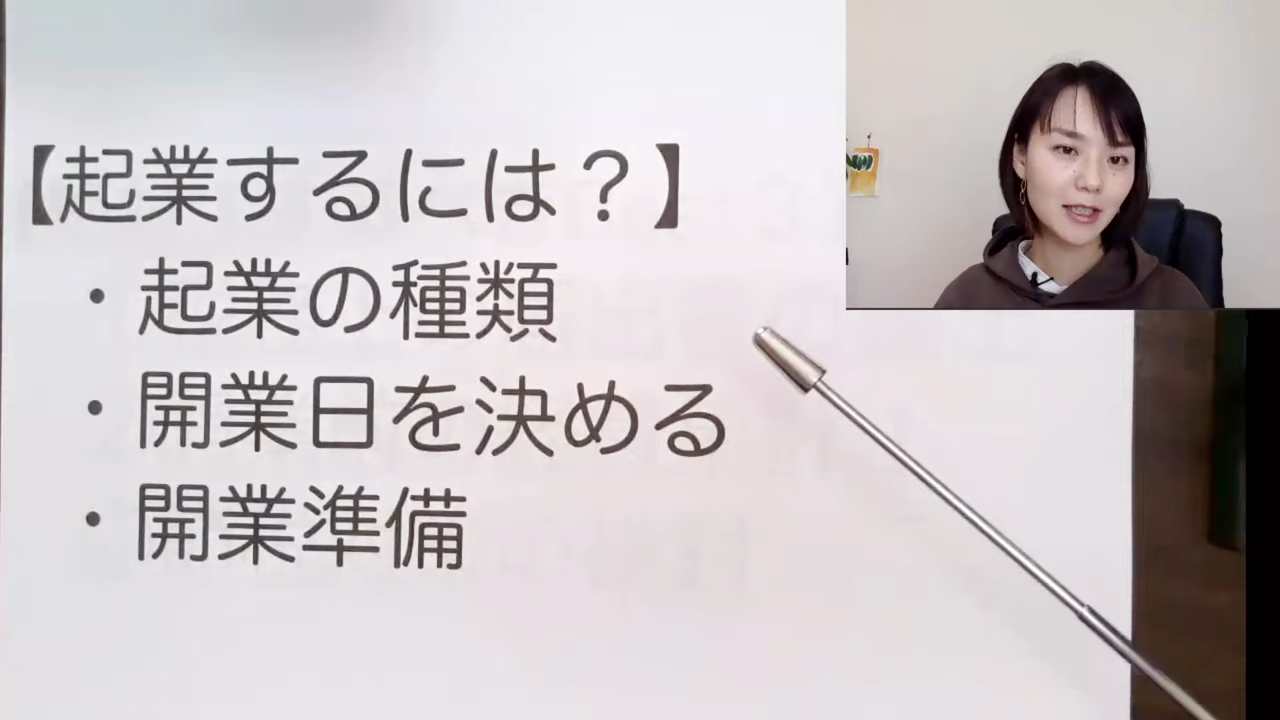 【起業するには？】
・起業の種類
・開業日を決める
・開業準備